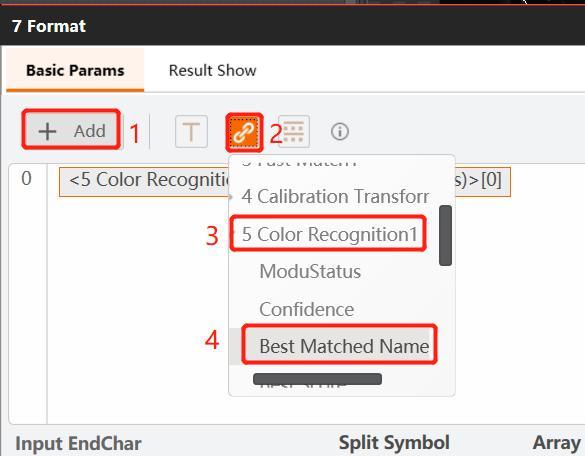 7 Format
Basic Params Result Show
+ Add 1 T 2
0 <5 Color Recogniti s)>[0]
4 Calibration Transforr
3 5 Color Recognition1
ModuStatus
Confidence
4 Best Matched Name
Input EndChar Split Symbol Array